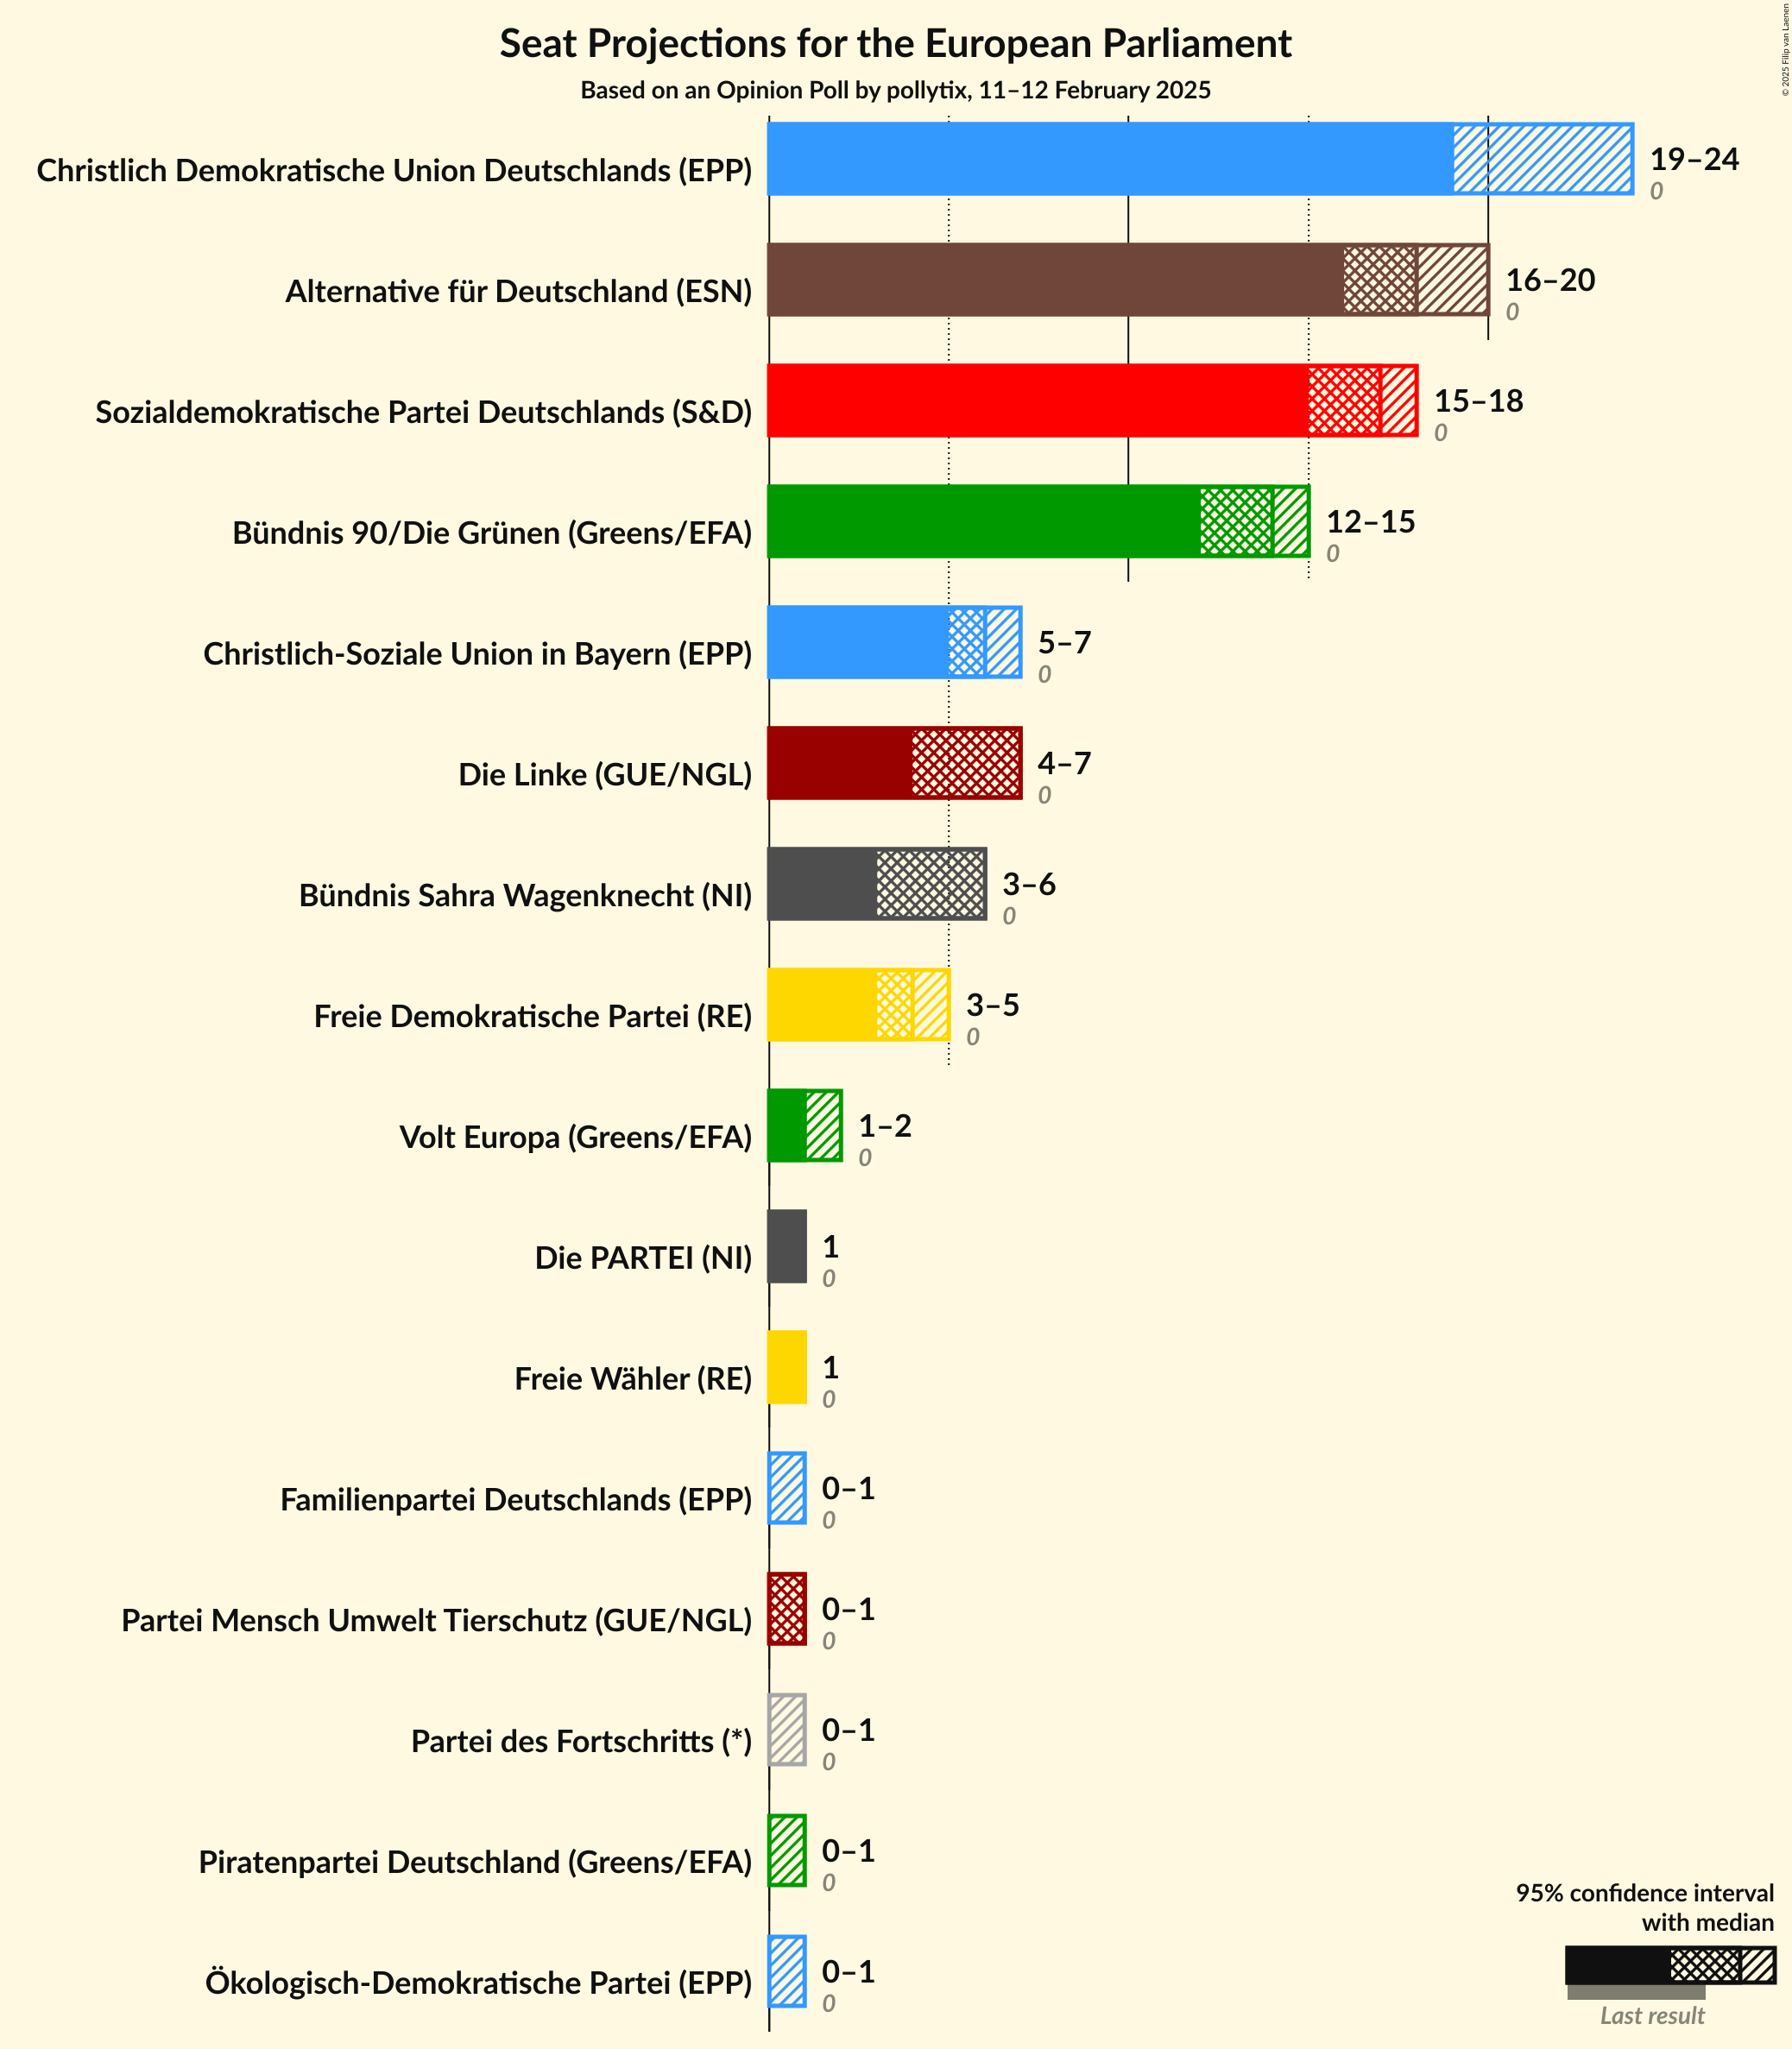 Seat Projections for the European Parliament
Based on an Opinion Poll by pollytix, 11–12 February 2025
© 2025 Filip van Laenen
Christlich Demokratische Union Deutschlands (EPP)
19–24
0
Alternative für Deutschland (ESN)
16–20
0
Sozialdemokratische Partei Deutschlands (S&D)
15–18
0
Bündnis 90/Die Grünen (Greens/EFA)
12–15
0
Christlich-Soziale Union in Bayern (EPP)
5–7
0
Die Linke (GUE/NGL)
4–7
0
Bündnis Sahra Wagenknecht (NI)
3–6
0
Freie Demokratische Partei (RE)
3–5
0
Volt Europa (Greens/EFA)
1–2
0
Die PARTEI (NI)
1
0
Freie Wähler (RE)
1
0
Familienpartei Deutschlands (EPP)
0–1
0
Partei Mensch Umwelt Tierschutz (GUE/NGL)
0–1
0
Partei des Fortschritts (*)
0–1
0
Piratenpartei Deutschland (Greens/EFA)
0–1
0
Ökologisch-Demokratische Partei (EPP)
0–1
0
95% confidence interval
with median
Last result